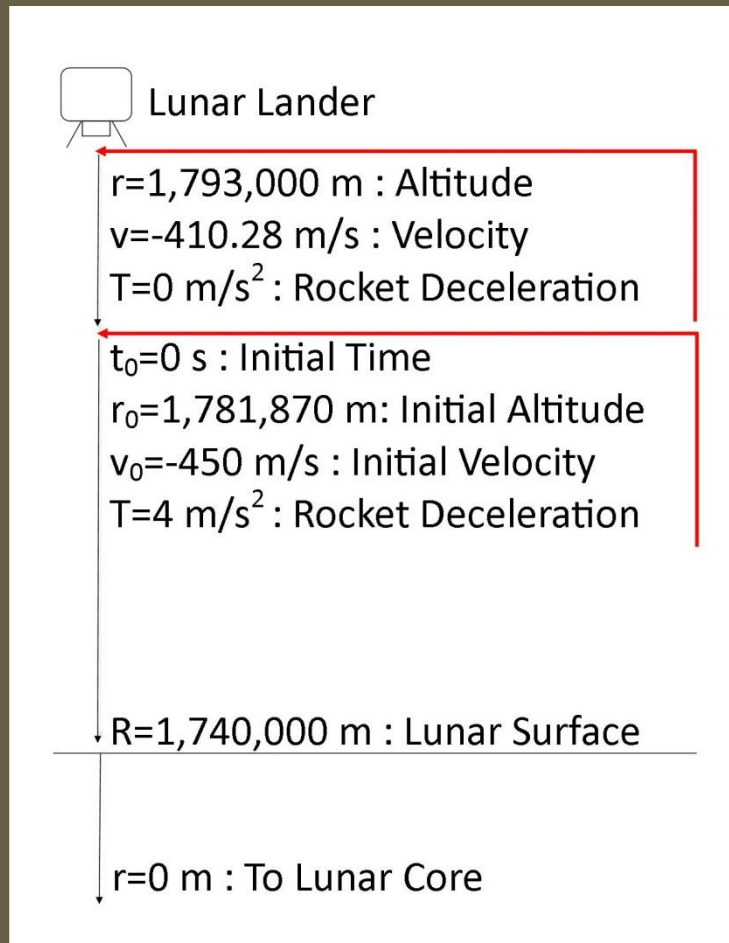 Lunar Lander
r=1,793,000 m : Altitude
v=-410.28 m/s : Velocity
T=0 m/s² : Rocket Deceleration
t₀=0 s : Initial Time
r₀=1,781,870 m: Initial Altitude
v₀=-450 m/s : Initial Velocity
T=4 m/s² : Rocket Deceleration
R=1,740,000 m : Lunar Surface
r=0 m : To Lunar Core